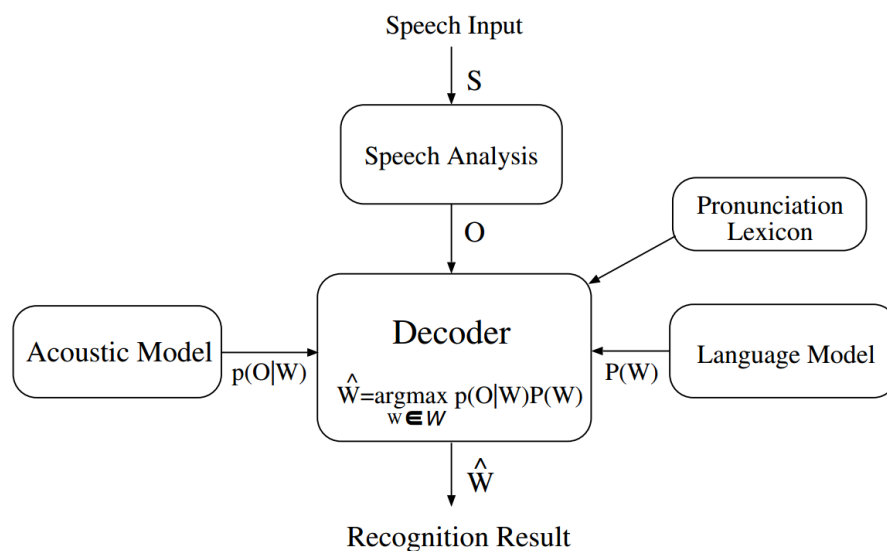 Speech Input
S
Speech Analysis
O
Pronunciation
Lexicon
Acoustic Model
p(O|W)
Decoder
Ŵ=argmax p(O|W)P(W)
W∈W
P(W)
Language Model
Ŵ
Recognition Result